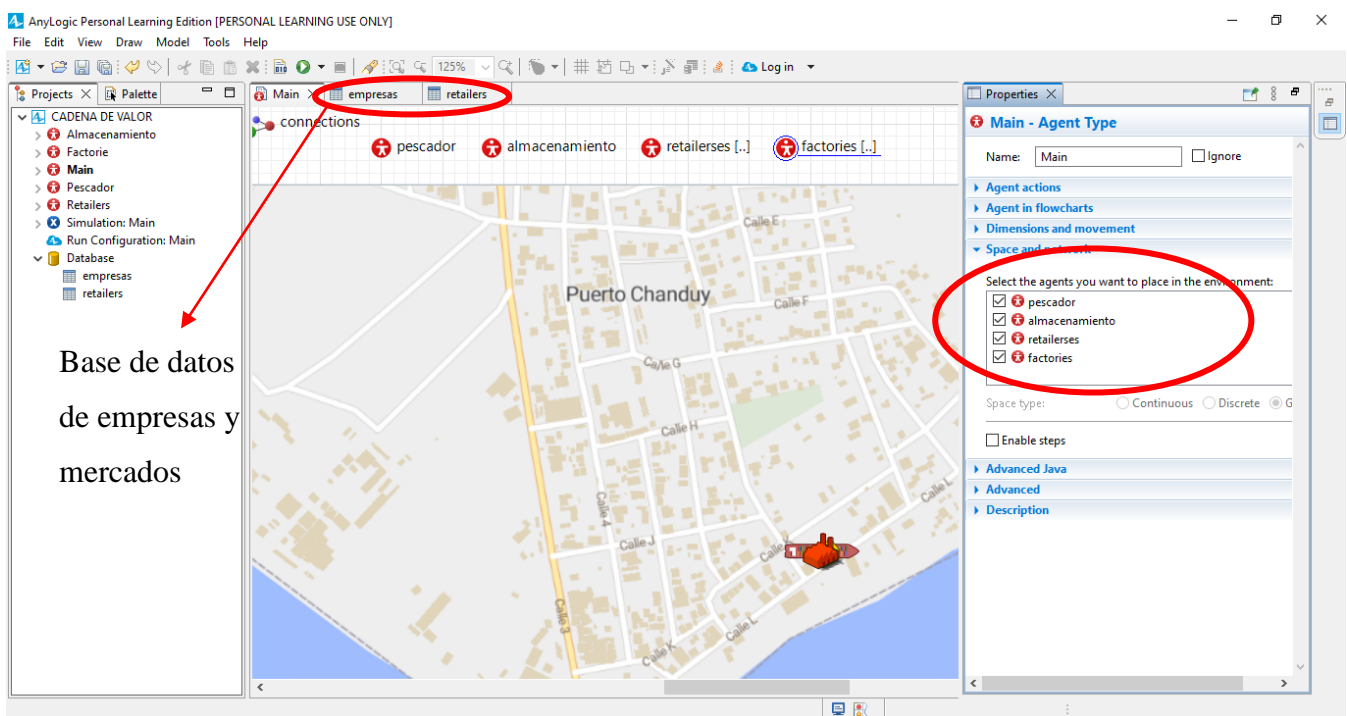 AnyLogic Personal Learning Edition [PERSONAL LEARNING USE ONLY]
File Edit View Draw Model Tools Help
125%
Log in
Projects
Palette
CADENA DE VALOR
Almacenamiento
Factorie
Main
Pescador
Retailers
Simulation: Main
Run Configuration: Main
Database
empresas
retailers
Base de datos
de empresas y
mercados
Main
empresas
retailers
connections
pescador
almacenamiento
retailerses [..]
factories [..]
Calle E
Puerto Chanduy
Calle F
Calle G
Calle H
Calle L
Calle 4
Calle J
Calle K
Calle 3
Calle L
Calle K
Properties
Main - Agent Type
Name: Main Ignore
Agent actions
Agent in flowcharts
Dimensions and movement
Space and network
Select the agents you want to place in the environment:
pescador
almacenamiento
retailerses
factories
Space type: Continuous Discrete G
Enable steps
Advanced Java
Advanced
Description